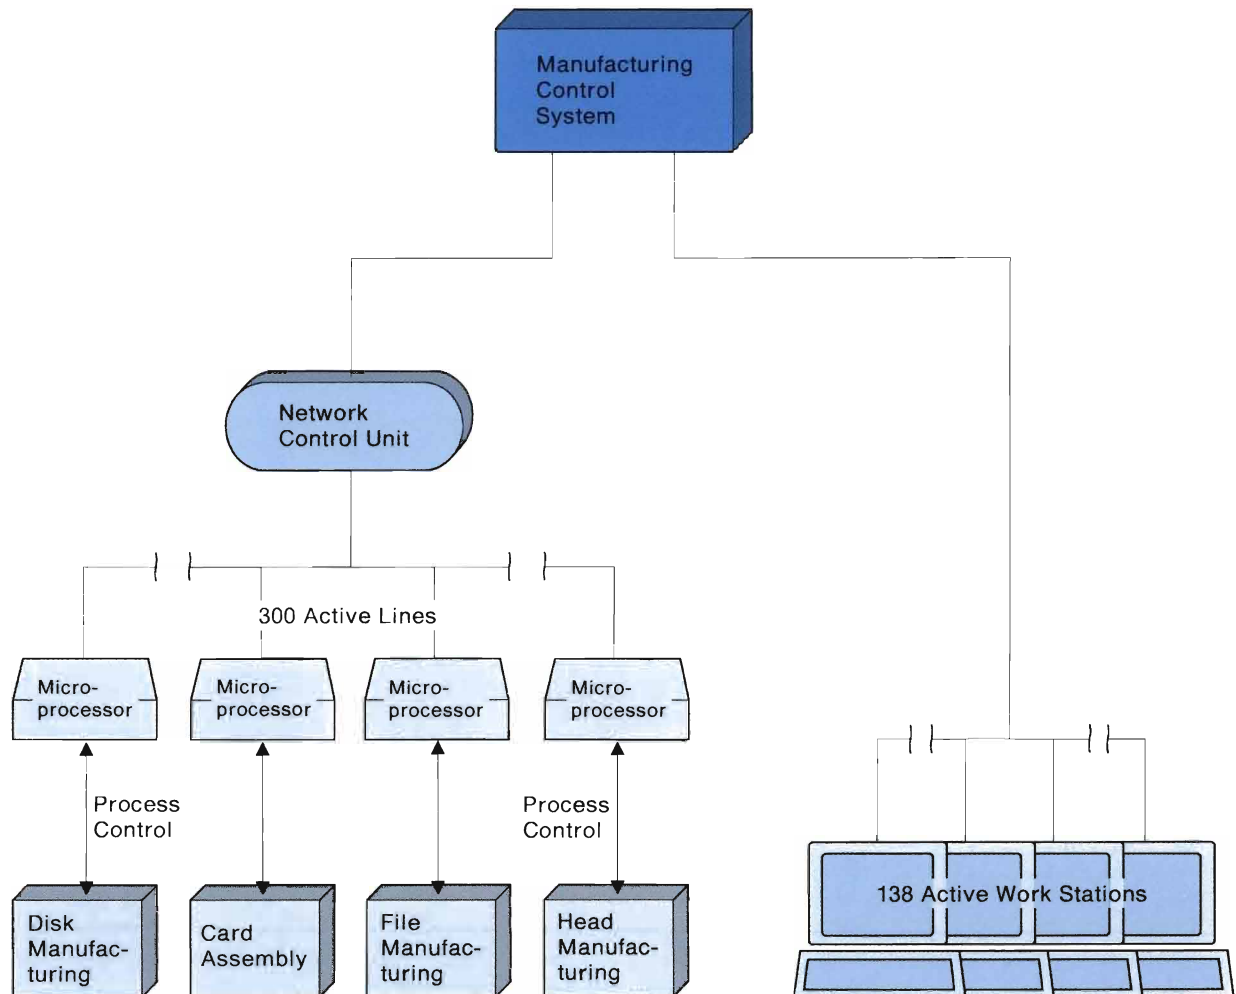 Manufacturing
Control
System
Network
Control Unit
300 Active Lines
Micro-
processor
Micro-
processor
Micro-
processor
Micro-
processor
Process
Control
Process
Control
Disk
Manufac-
turing
Card
Assembly
File
Manufac-
turing
Head
Manufac-
turing
138 Active Work Stations